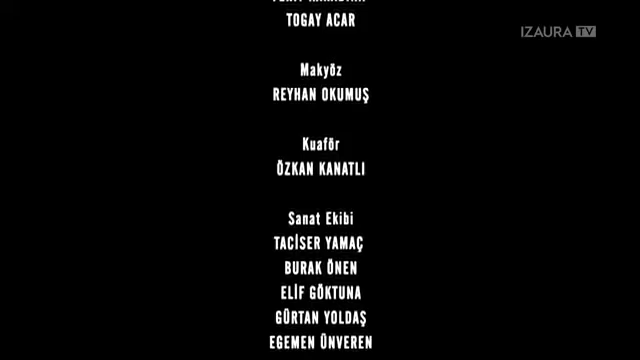 IZAURA TV
TOGAY ACAR
Makyöz
REYHAN OKUMUŞ
Kuaför
ÖZKAN KANATLI
Sanat Ekibi
TACİSER YAMAÇ
BURAK ÖNEN
ELİF GÖKTUNA
GÜRTAN YOLDAŞ
EGEMEN ÜNVEREN